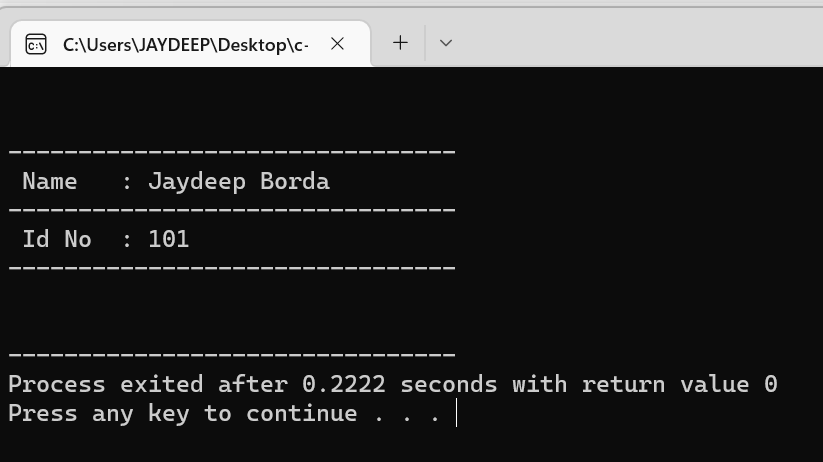 C:\Users\JAYDEEP\Desktop\c-
--------------------------------
Name   : Jaydeep Borda
--------------------------------
Id No  : 101
--------------------------------
--------------------------------
Process exited after 0.2222 seconds with return value 0
Press any key to continue . . .